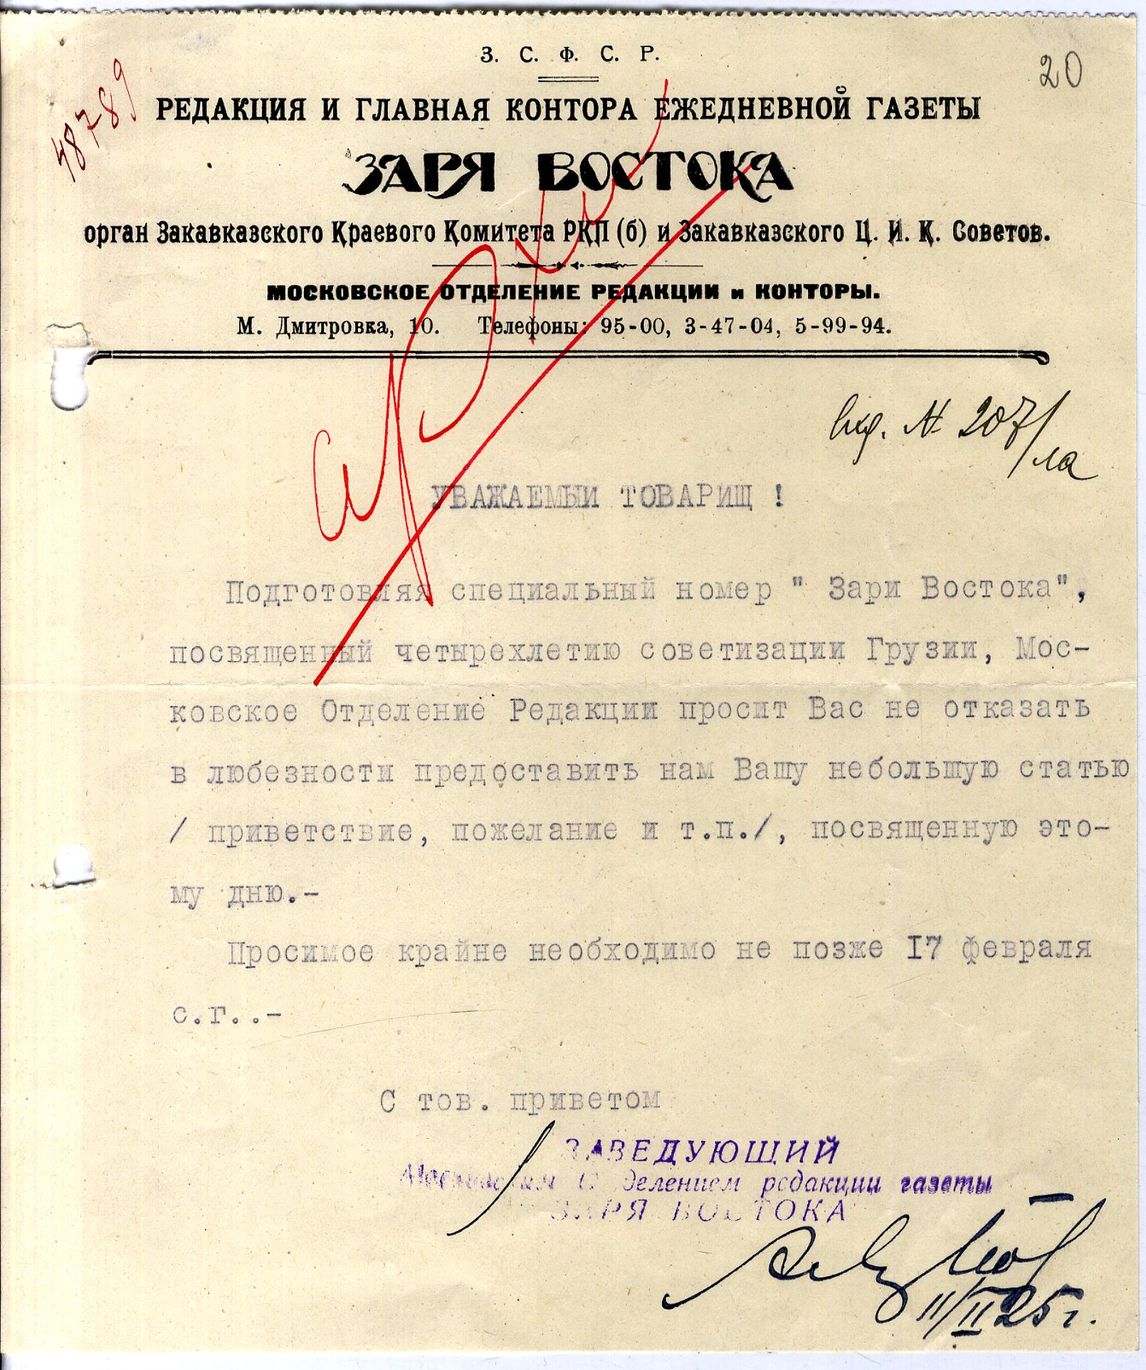 20
48789
З. С. Ф. С. Р.
РЕДАКЦИЯ И ГЛАВНАЯ КОНТОРА ЕЖЕДНЕВНОЙ ГАЗЕТЫ
ЗАРЯ ВОСТОКА
орган Закавказского Краевого Комитета РКП (б) и Закавказского Ц. И. К. Советов.
МОСКОВСКОЕ ОТДЕЛЕНИЕ РЕДАКЦИИ и КОНТОРЫ.
М. Дмитровка, 10. Телефоны: 95-00, 3-47-04, 5-99-94.
№ 207/
УВАЖАЕМЫИ ТОВАРИЩ !
Подготовляя специальный номер " Зари Востока",
посвященный четырехлетию советизации Грузии, Мос-
ковское Отделение Редакции просит Вас не отказать
в любезности предоставить нам Вашу небольшую статью
/ приветствие, пожелание и т.п./, посвященную это-
му дню.-
Просимое крайне необходимо не позже 17 февраля
с.г..-
С тов. приветом
ЗАВЕДУЮЩИЙ
Московским Отделением редакции газеты
ЗАРЯ ВОСТОКА
11/II 25 г.